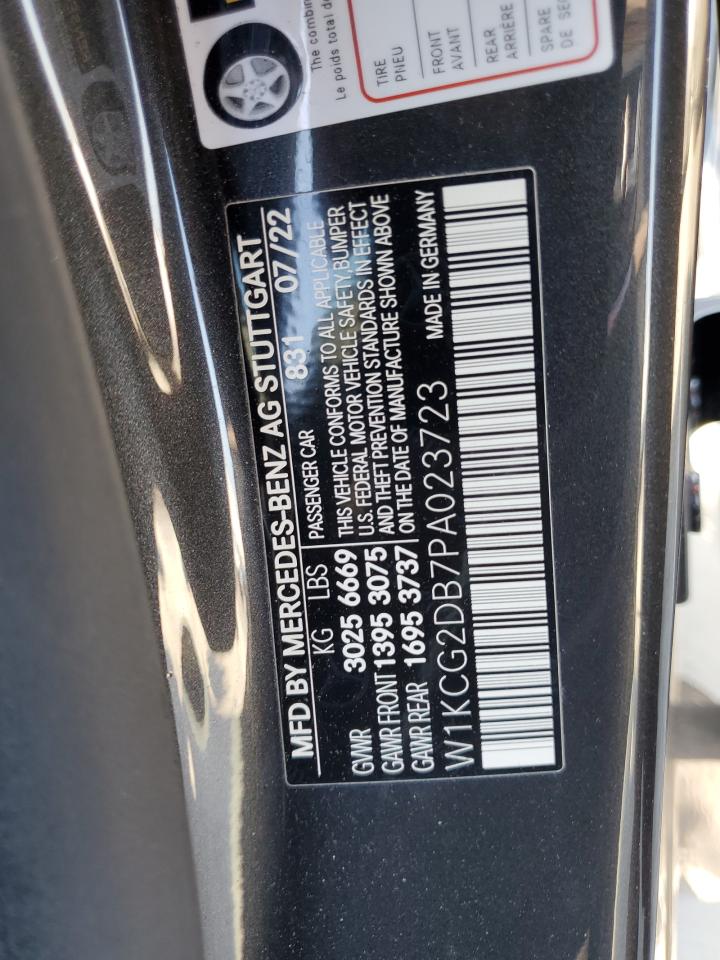 The combin
Le poids total d
TIRE
PNEU
FRONT
AVANT
REAR
ARRIÈRE
SPARE
DE SE
MFD BY MERCEDES-BENZ AG STUTTGART
KG LBS 831 07/22
PASSENGER CAR
GVWR 3025 6669
GAWR FRONT 1395 3075
GAWR REAR 1695 3737
THIS VEHICLE CONFORMS TO ALL APPLICABLE
U.S. FEDERAL MOTOR VEHICLE SAFETY, BUMPER
AND THEFT PREVENTION STANDARDS IN EFFECT
ON THE DATE OF MANUFACTURE SHOWN ABOVE
W1KCG2DB7PA023723 MADE IN GERMANY